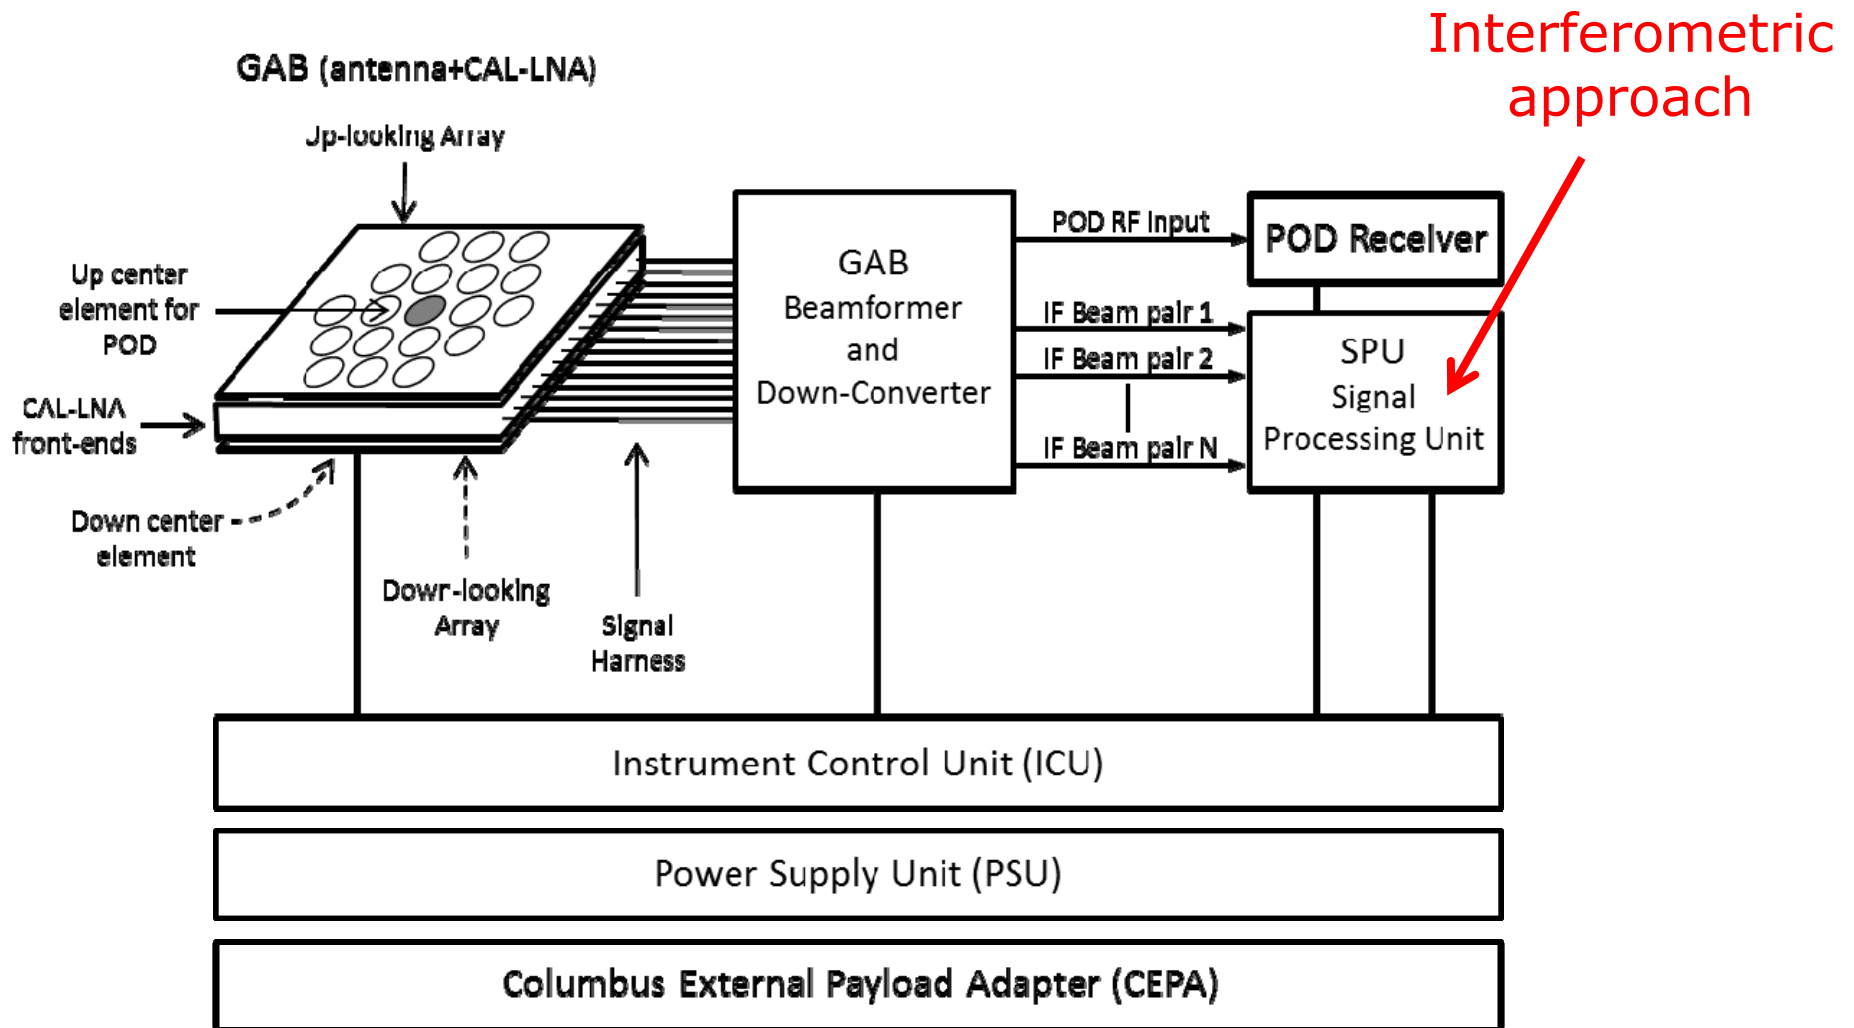 Interferometric
approach
GAB (antenna+CAL-LNA)
Jp-looking Array
Up center
element for
POD
CAL-LNA
front-ends
Down center
element
Dowr-looking
Array
Signal
Harness
GAB
Beamformer
and
Down-Converter
POD RF Input
IF Beam pair 1
IF Beam pair 2
IF Beam pair N
POD Receiver
SPU
Signal
Processing Unit
Instrument Control Unit (ICU)
Power Supply Unit (PSU)
Columbus External Payload Adapter (CEPA)